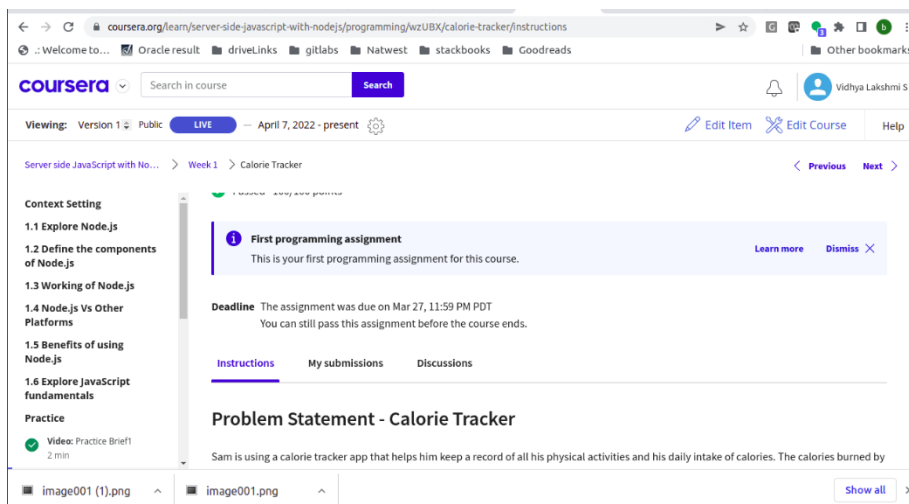 coursera.org/learn/server-side-javascript-with-nodejs/programming/wzUBX/calorie-tracker/instructions
.: Welcome to... Oracle result driveLinks gitlabs Natwest stackbooks Goodreads Other bookmarks
coursera Search in course Search Vidhya Lakshmi S
Viewing: Version 1 Public LIVE — April 7, 2022 - present Edit Item Edit Course Help
Server side JavaScript with No... > Week 1 > Calorie Tracker < Previous Next >
Context Setting
1.1 Explore Node.js
1.2 Define the components
of Node.js
1.3 Working of Node.js
1.4 Node.js Vs Other
Platforms
1.5 Benefits of using
Node.js
1.6 Explore JavaScript
fundamentals
Practice
Video: Practice Brief1
2 min
Passed 100/100 points
First programming assignment
This is your first programming assignment for this course.
Learn more Dismiss
Deadline The assignment was due on Mar 27, 11:59 PM PDT
You can still pass this assignment before the course ends.
Instructions My submissions Discussions
Problem Statement - Calorie Tracker
Sam is using a calorie tracker app that helps him keep a record of all his physical activities and his daily intake of calories. The calories burned by
image001 (1).png image001.png Show all